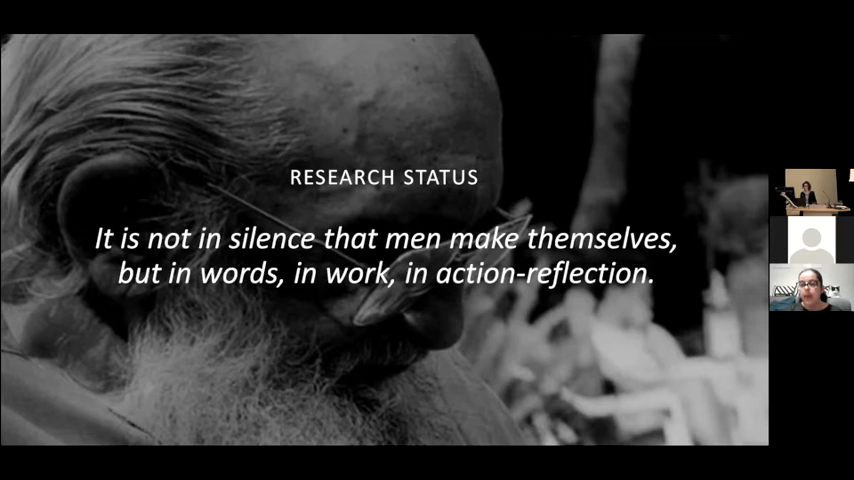 RESEARCH STATUS
It is not in silence that men make themselves,
but in words, in work, in action-reflection.